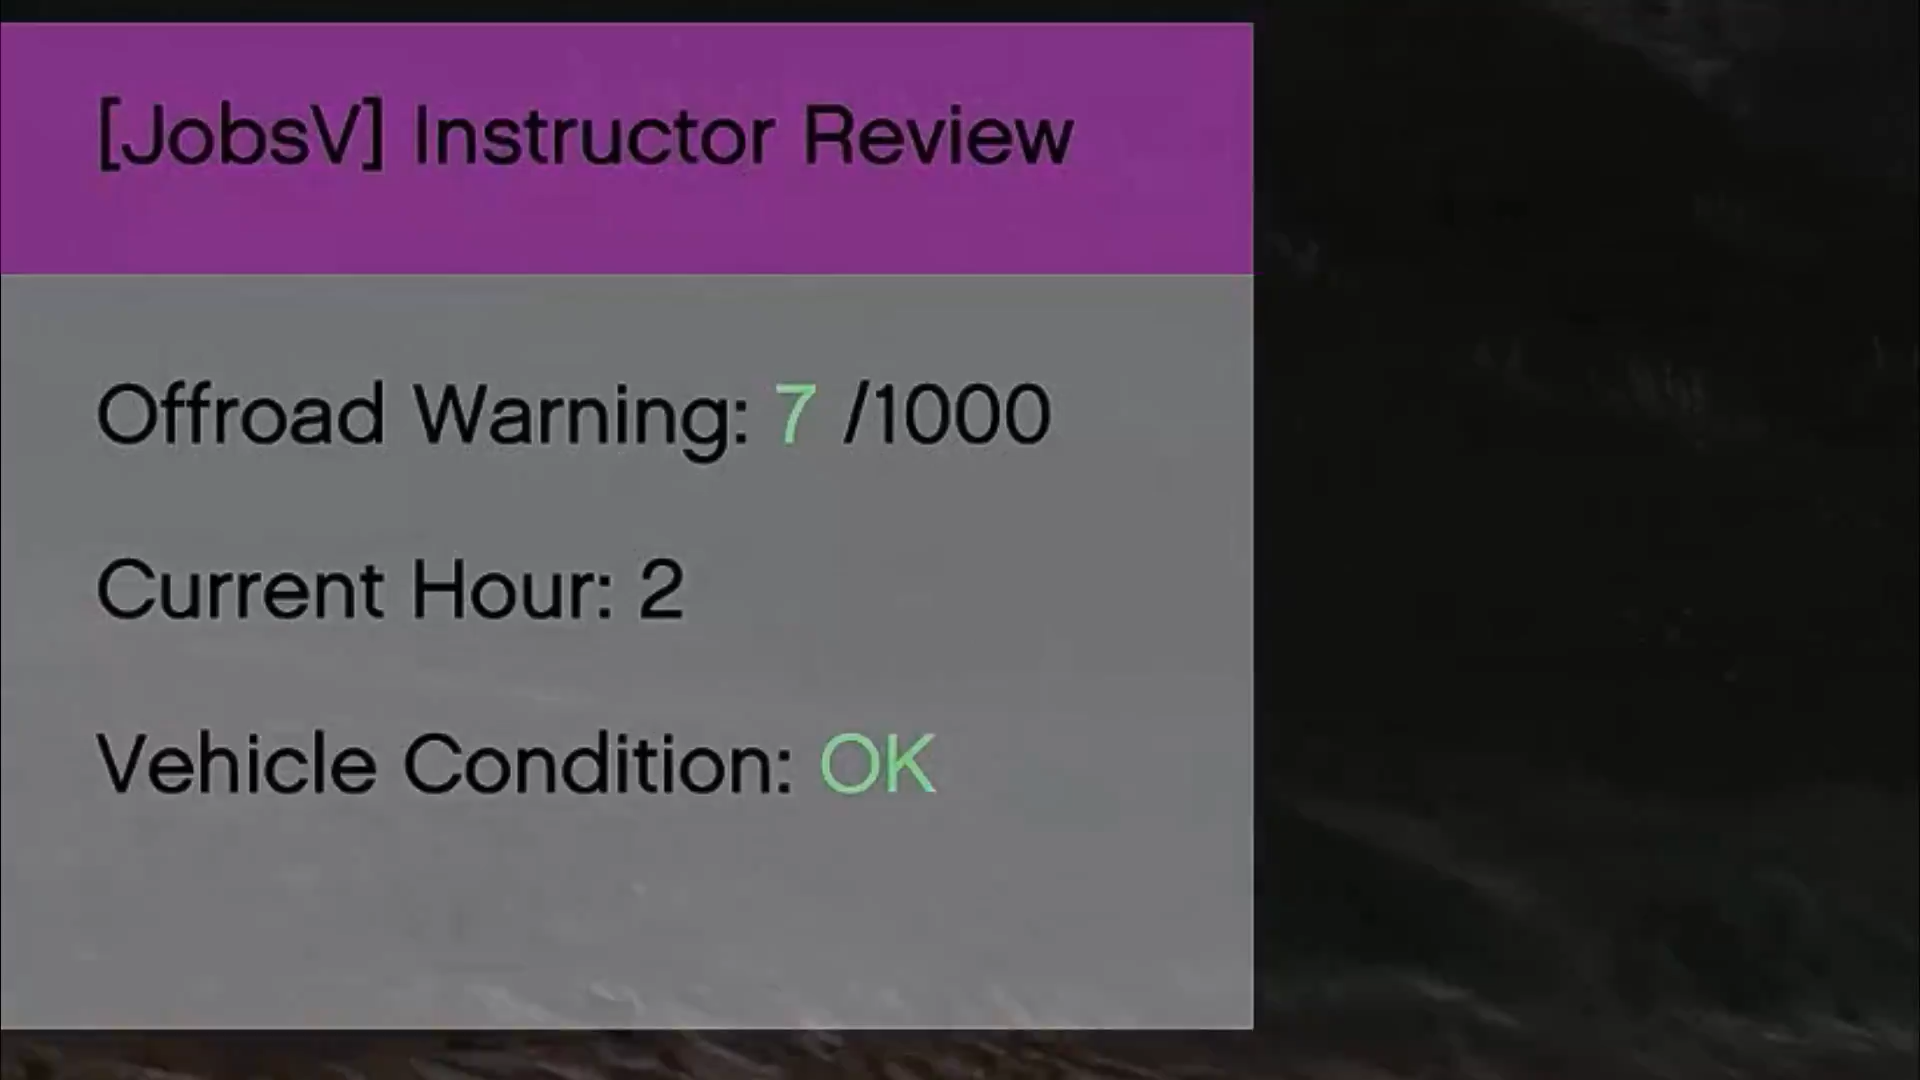 [JobsV] Instructor Review
Offroad Warning: 7 /1000
Current Hour: 2
Vehicle Condition: OK